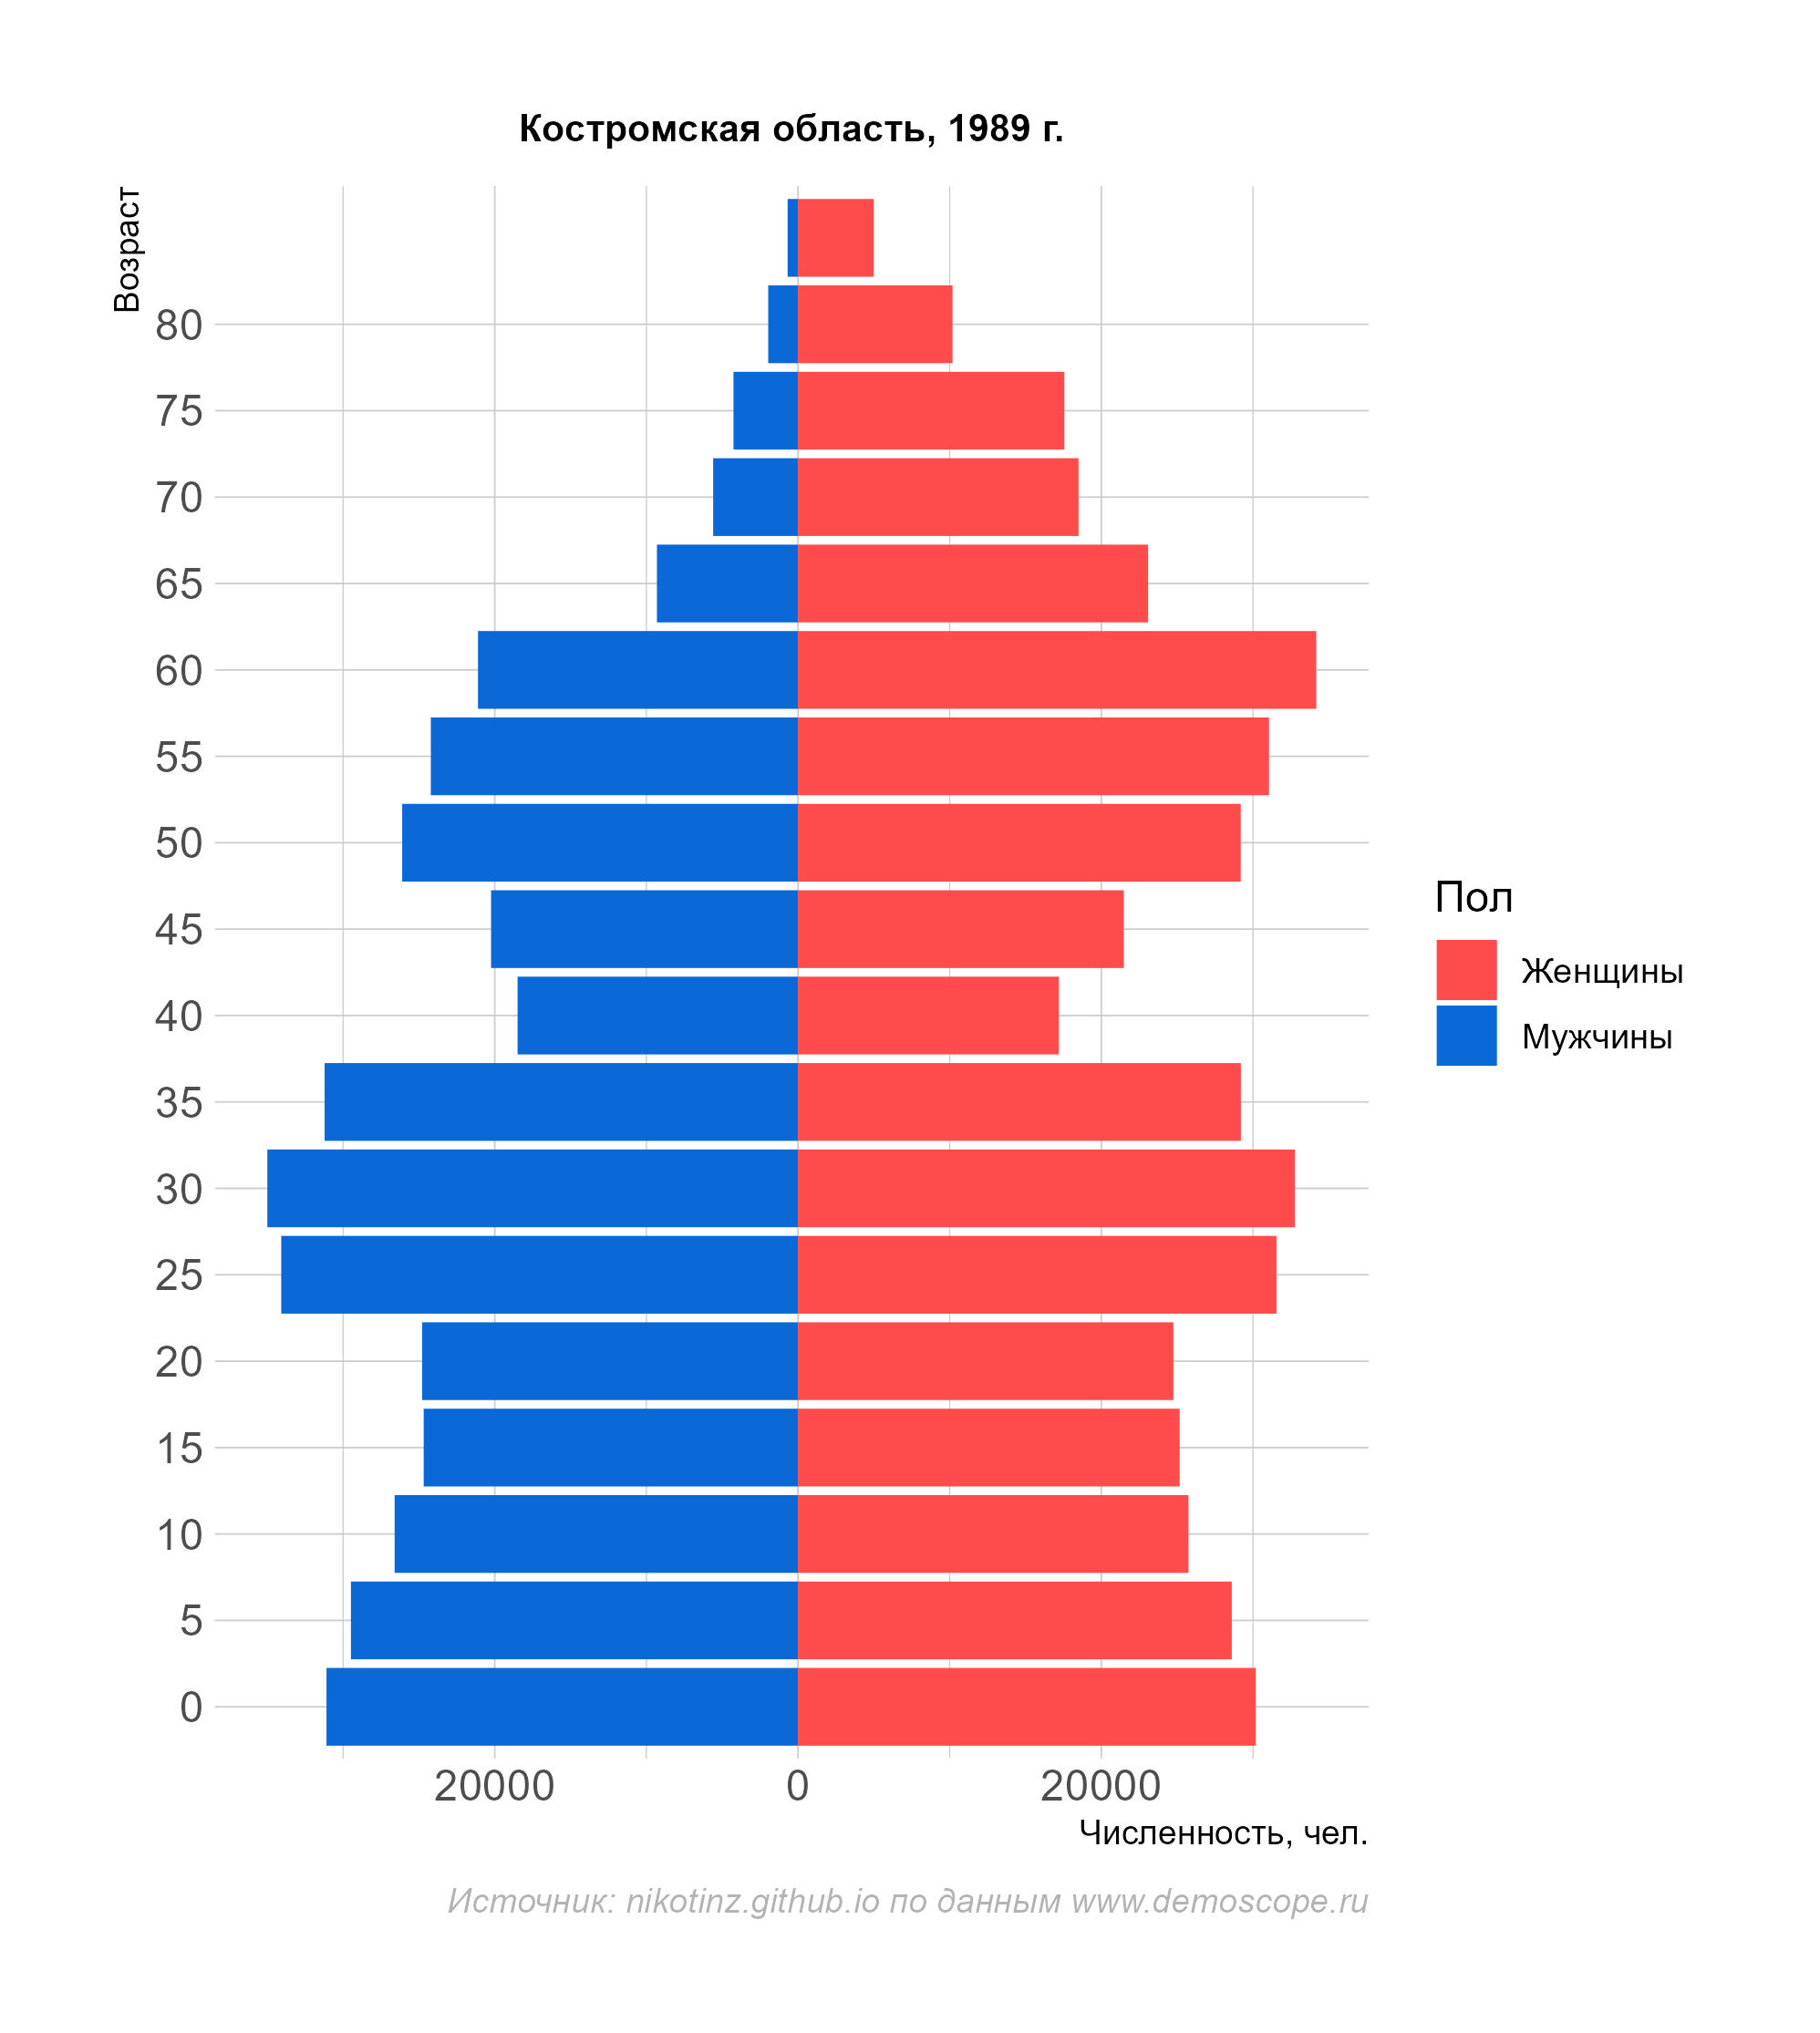 Костромская область, 1989 г.
Возраст
80
75
70
65
60
55
50
45
40
35
30
25
20
15
10
5
0
20000 0 20000
Численность, чел.
Пол
Женщины
Мужчины
Источник: nikotinz.github.io по данным www.demoscope.ru